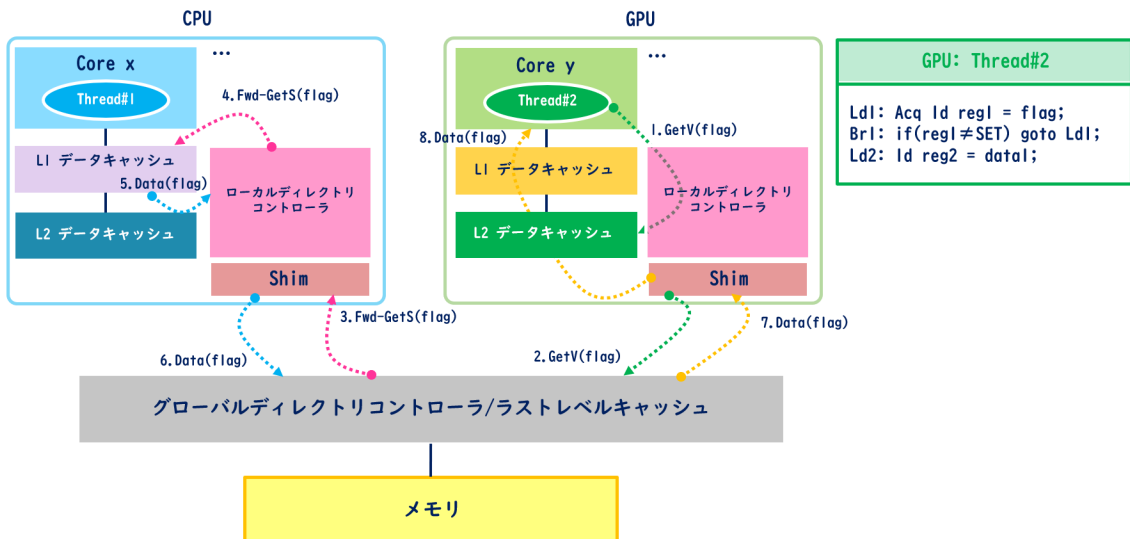 CPU
GPU
Core x
...
Thread#1
4.Fwd-GetS(flag)
L1 データキャッシュ
5.Data(flag)
ローカルディレクトリ
コントローラ
L2 データキャッシュ
Shim
Core y
...
Thread#2
1.GetV(flag)
8.Data(flag)
L1 データキャッシュ
ローカルディレクトリ
コントローラ
L2 データキャッシュ
Shim
GPU: Thread#2
Ld1: Acq ld reg1 = flag;
Br1: if(reg1≠SET) goto Ld1;
Ld2: ld reg2 = data1;
3.Fwd-GetS(flag)
6.Data(flag)
2.GetV(flag)
7.Data(flag)
グローバルディレクトリコントローラ/ラストレベルキャッシュ
メモリ